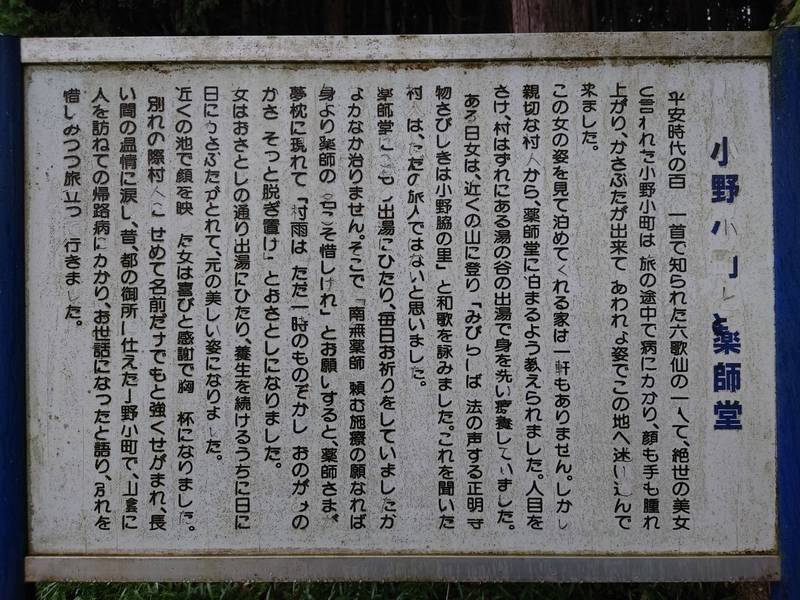 小野小町と薬師堂
平安時代の百 一首で知られた六歌仙の一人で、絶世の美女
と言われた小野小町は 旅の途中で病にかかり、顔も手も腫れ
上がり、かさぶたが出来て あわれな姿でこの地へ迷い込んで
来ました。
この女の姿を見て泊めてくれる家は一軒もありません。しかし
親切な村人から、薬師堂に泊まるよう教えられました。人目を
さけ、村はずれにある湯の谷の出湯で身を洗い療養していました。
ある日女は、近くの山に登り「みびらしば 法の声する正明寺
物さびしきは小野脇の里」と和歌を詠みました。これを聞いた
村 は、ただの旅人ではないと思いました。
薬師堂にこもり出湯にひたり、毎日お祈りをしていましたが
なかなか治りません。そこで「南無薬師 頼む施療の願なれば
身より薬師の 名こそ惜しけれ」とお願いすると、薬師さまが
夢枕に現れて「村雨は ただ一時のものぞかし おのがみの
かさ そっと脱ぎ置け」とおさとしになりました。
女はおさとしの通り出湯にひたり、養生を続けるうちに日に
日にかさぶたがとれて、元の美しい姿になりました。
近くの池で顔を映 た女は喜びと感謝で胸 杯になりました。
別れの際村人に せめて名前だけでもと強くせがまれ、長
い間の温情に涙し、昔、都の御所に仕えた小野小町で、山 に
人を訪ねての帰路病にかかり、お世話になったと語り、別れを
惜しみつつ旅立って行きました。